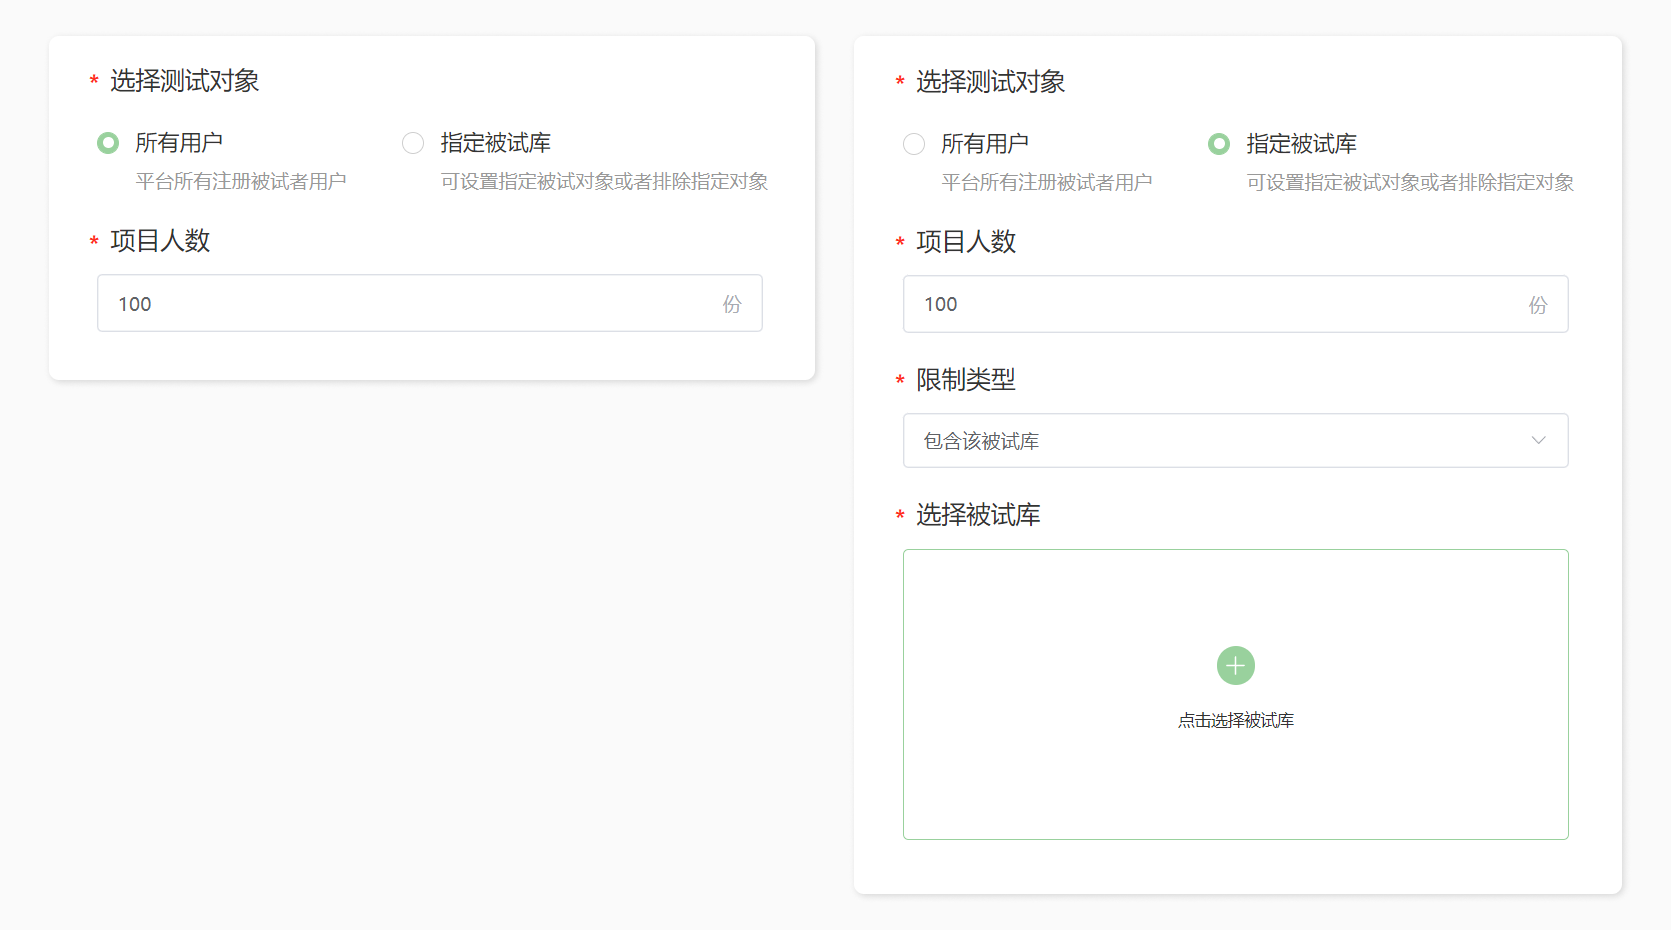 * 选择测试对象
所有用户
平台所有注册被试者用户
指定被试库
可设置指定被试对象或者排除指定对象
* 项目人数
100 份
* 选择测试对象
所有用户
平台所有注册被试者用户
指定被试库
可设置指定被试对象或者排除指定对象
* 项目人数
100 份
* 限制类型
包含该被试库
* 选择被试库
点击选择被试库